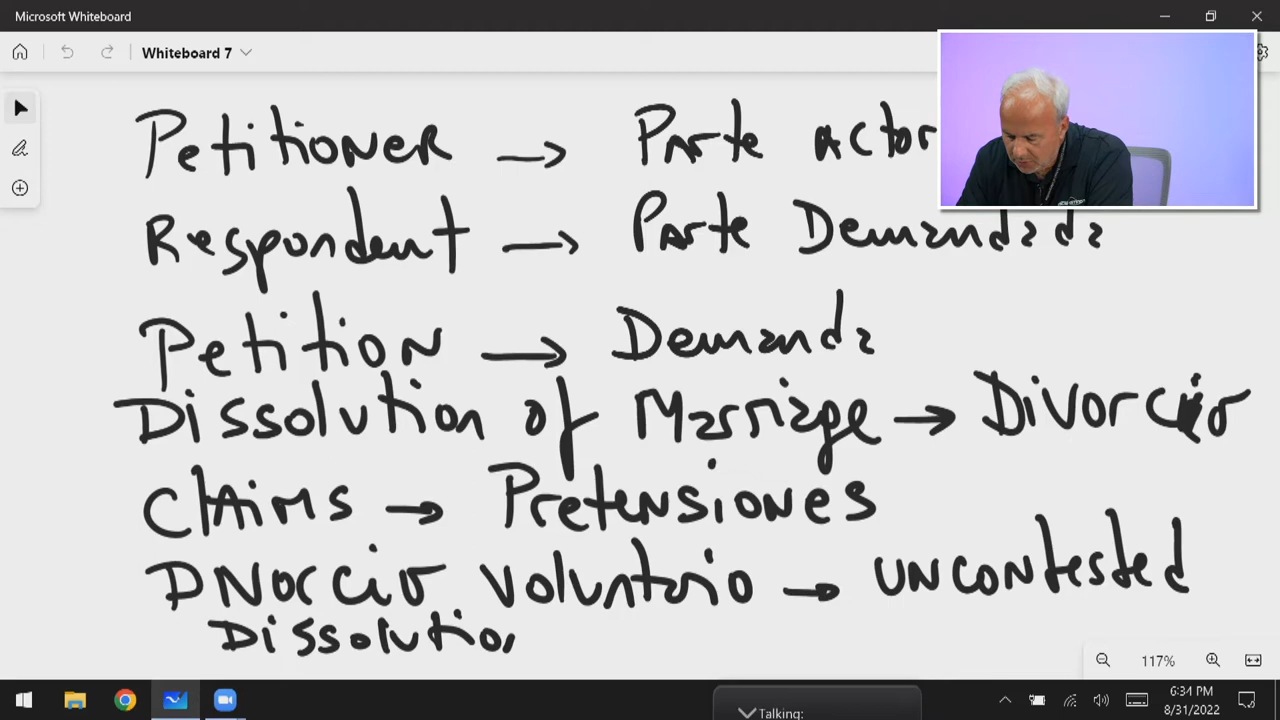 Microsoft Whiteboard
Whiteboard 7
Petitioner → Parte actor
Respondent → Parte Demandada
Petition → Demanda
Dissolution of Marriage → Divorcio
Claims → Pretensiones
Divorcio Voluntario → uncontested
Dissolution
117%
Talking:
6:34 PM
8/31/2022